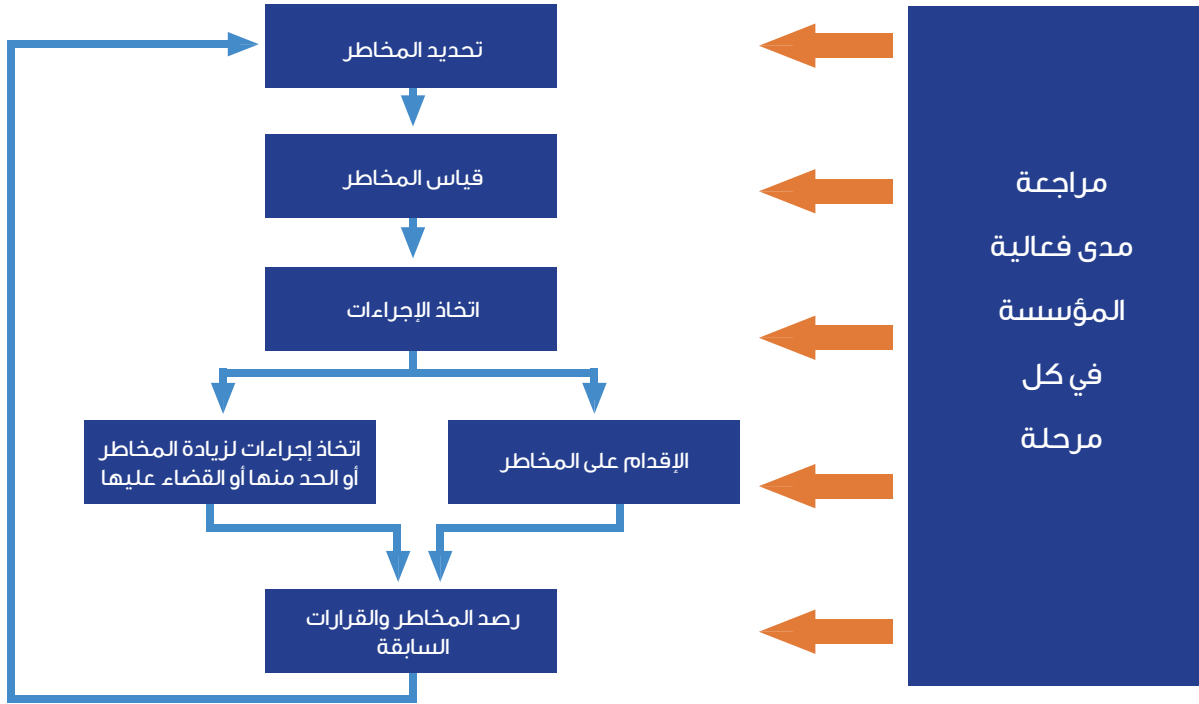 تحديد المخاطر
قياس المخاطر
اتخاذ الإجراءات
الإقدام على المخاطر
اتخاذ إجراءات لزيادة المخاطر
أو الحد منها أو القضاء عليها
رصد المخاطر والقرارات
السابقة
مراجعة
مدى فعالية
المؤسسة
في كل
مرحلة